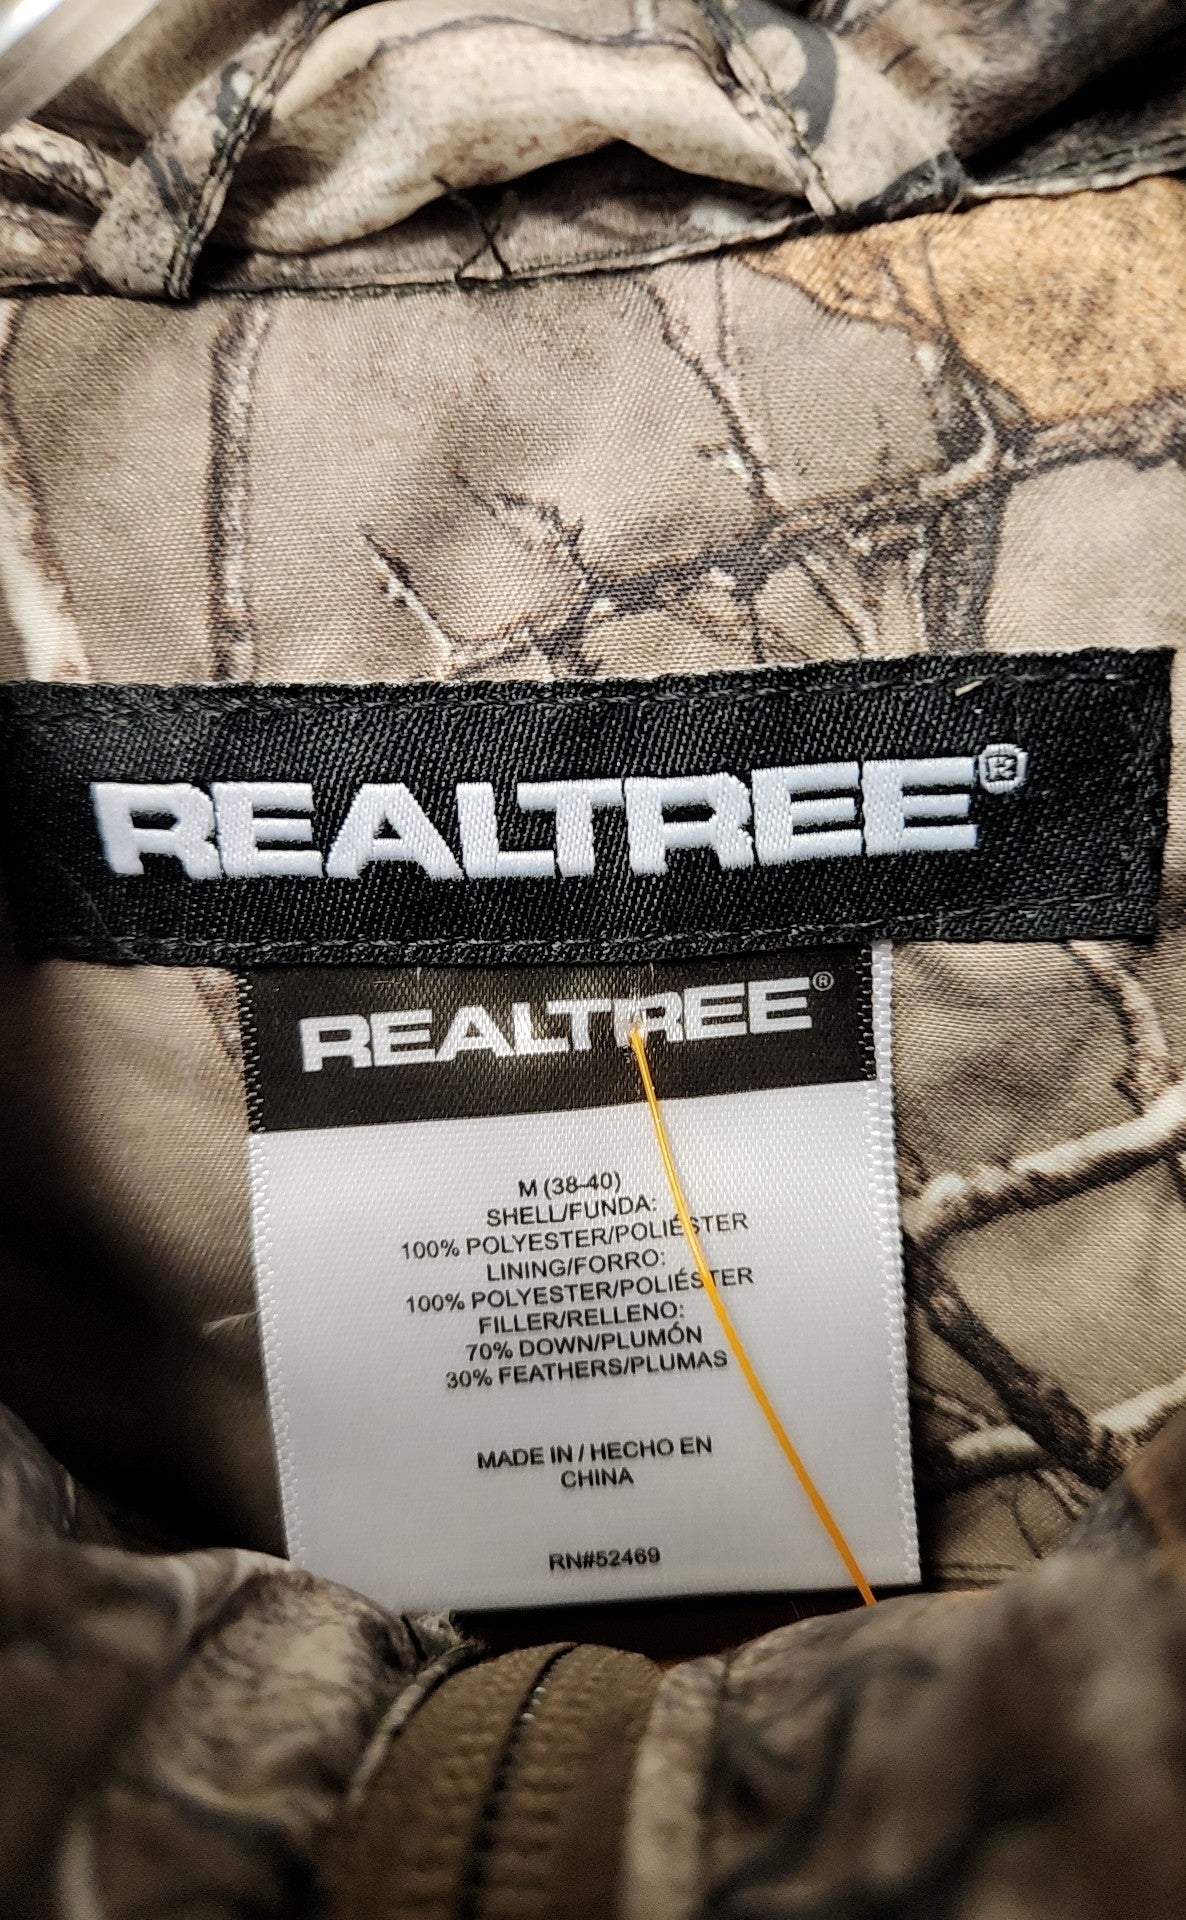 REALTREE®
REALTREE®
M (38-40)
SHELL/FUNDA:
100% POLYESTER/POLIÉSTER
LINING/FORRO:
100% POLYESTER/POLIÉSTER
FILLER/RELLENO:
70% DOWN/PLUMÓN
30% FEATHERS/PLUMAS
MADE IN / HECHO EN
CHINA
RN#52469